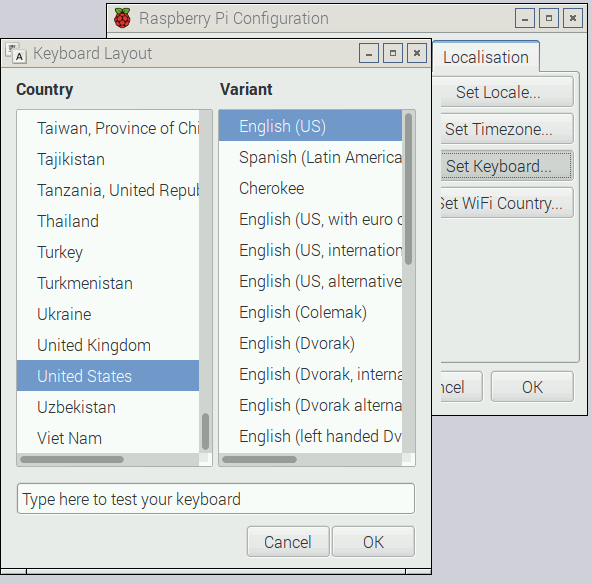 Raspberry Pi Configuration
Keyboard Layout
Localisation
Country
Variant
Set Locale...
Set Timezone...
Set Keyboard...
Set WiFi Country...
Taiwan, Province of Chi
Tajikistan
Tanzania, United Repub
Thailand
Turkey
Turkmenistan
Ukraine
United Kingdom
United States
Uzbekistan
Viet Nam
English (US)
Spanish (Latin America
Cherokee
English (US, with euro o
English (US, internation
English (US, alternative
English (Colemak)
English (Dvorak)
English (Dvorak, interna
English (Dvorak alterna
English (left handed Dv
ncel
OK
Type here to test your keyboard
Cancel
OK